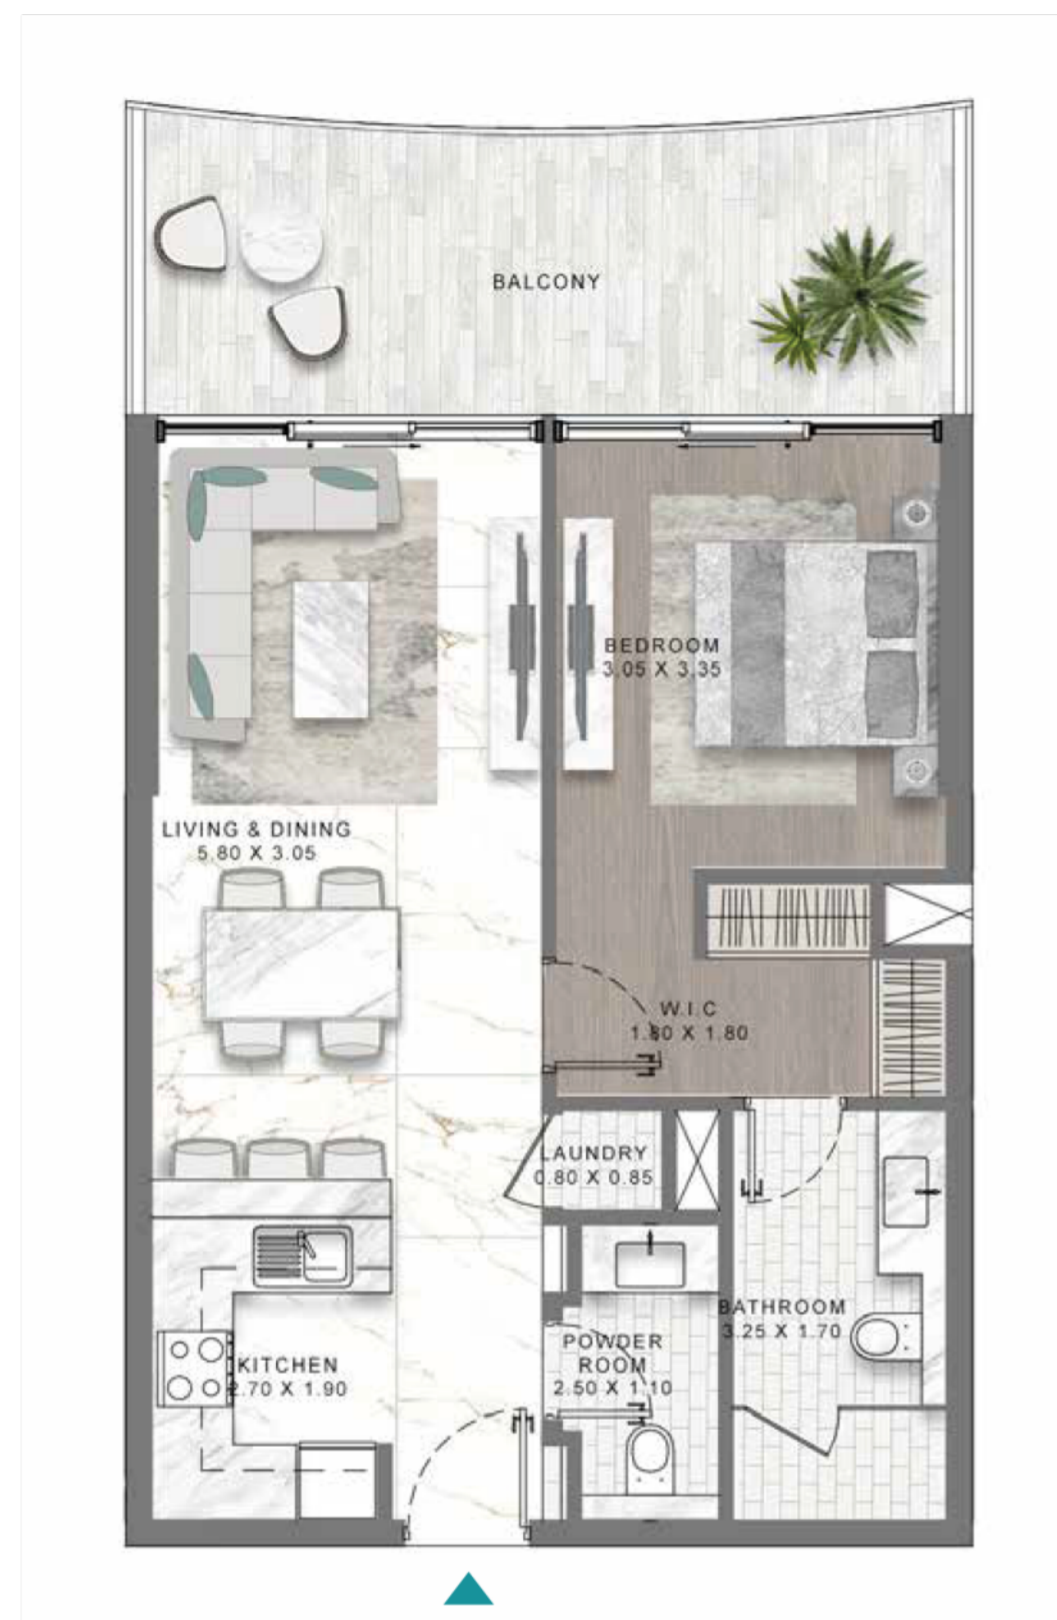 BALCONY
BEDROOM
3.05 X 3.35
LIVING & DINING
5.80 X 3.05
W.I.C
1.80 X 1.80
LAUNDRY
0.80 X 0.85
BATHROOM
3.25 X 1.70
POWDER
ROOM
2.50 X 1.10
KITCHEN
2.70 X 1.90